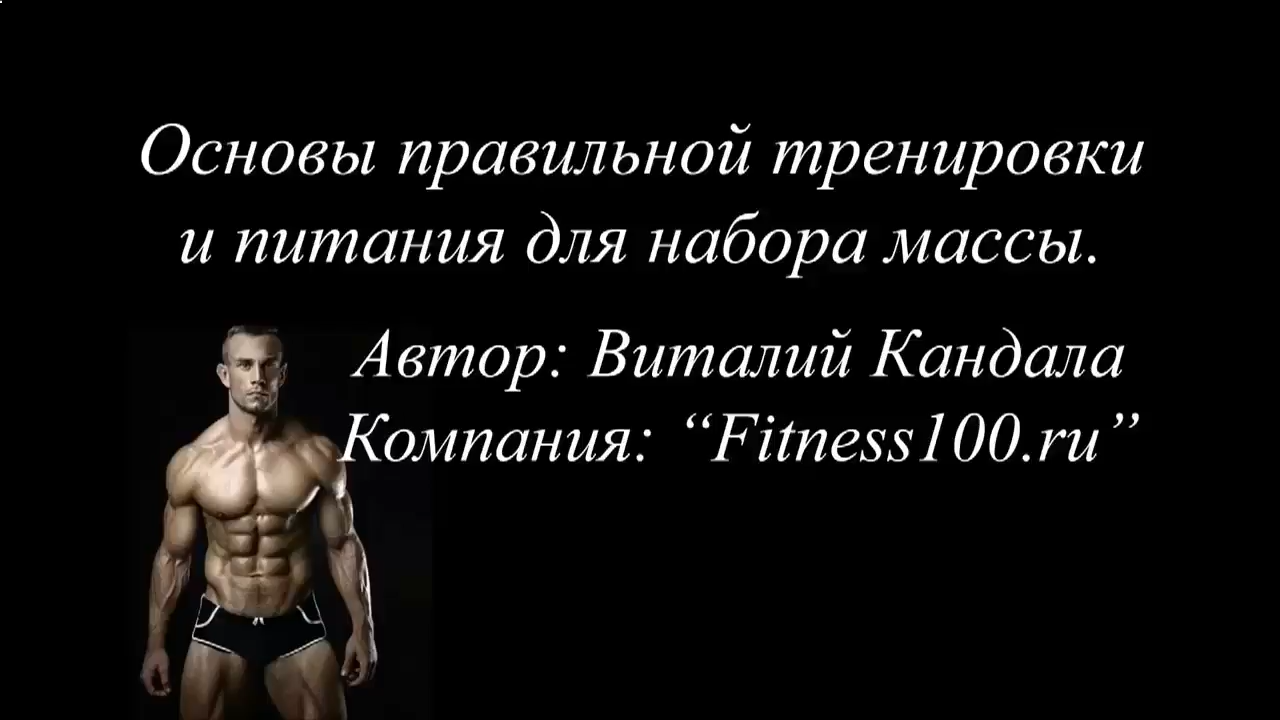 Основы правильной тренировки
и питания для набора массы.
Автор: Виталий Кандала
Компания: “Fitness100.ru”